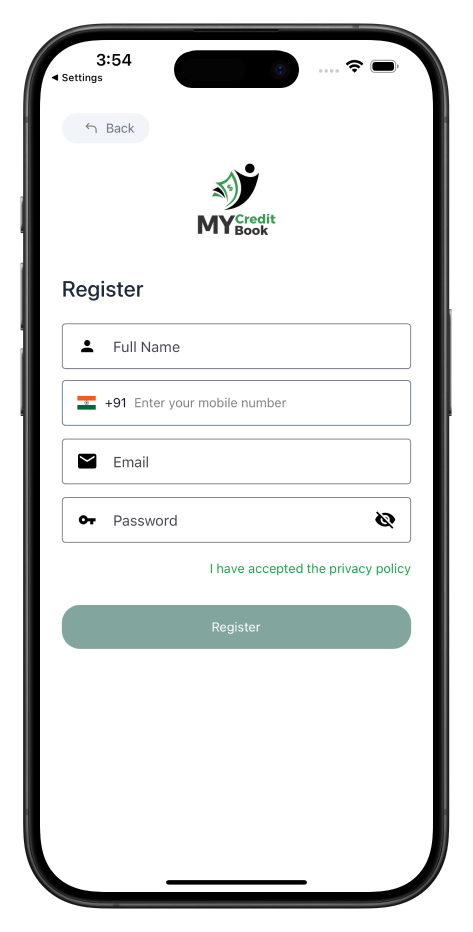 3:54
◀ Settings
Back
MY Credit Book
Register
Full Name
+91 Enter your mobile number
Email
Password
I have accepted the privacy policy
Register